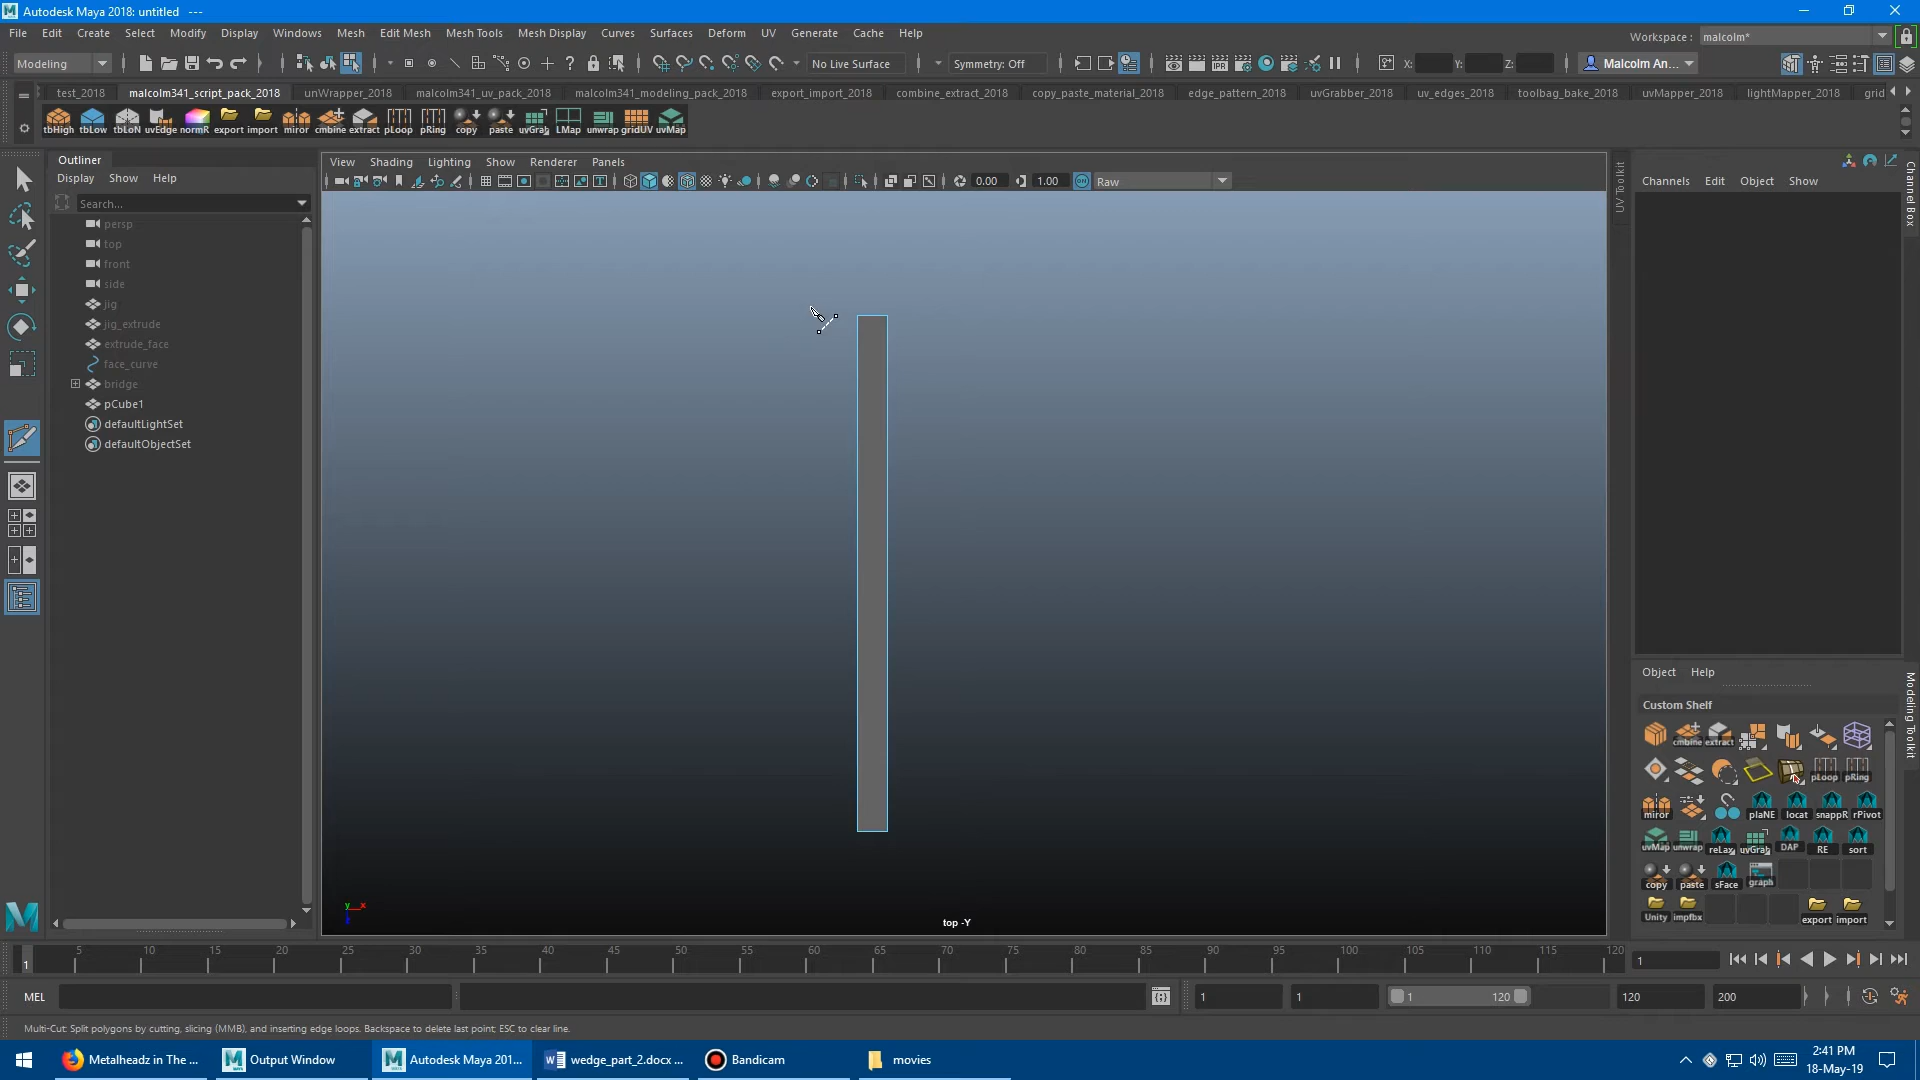 Autodesk Maya 2018: untitled   ---
File Edit Create Select Modify Display Windows Mesh Edit Mesh Mesh Tools Mesh Display Curves Surfaces Deform UV Generate Cache Help
Workspace : malcolm*
Modeling No Live Surface Symmetry: Off X: Y: Z: Malcolm An...
test_2018 malcolm341_script_pack_2018 unWrapper_2018 malcolm341_uv_pack_2018 malcolm341_modeling_pack_2018 export_import_2018 combine_extract_2018 copy_paste_material_2018 edge_pattern_2018 uvGrabber_2018 uv_edges_2018 toolbag_bake_2018 uvMapper_2018 lightMapper_2018 grid
tbHigh tbLow tbLoN uvEdge normR export import miror cmbine extract pLoop pRing copy paste uvGrab LMap unwrap gridUV uvMap
Outliner
Display Show Help
Search...
persp
top
front
side
jig
jig_extrude
extrude_face
face_curve
bridge
pCube1
defaultLightSet
defaultObjectSet
View Shading Lighting Show Renderer Panels
0.00 1.00 Raw
y x
top -Y
UV Toolkit
Channels Edit Object Show
Channel Box
Object Help
Modeling Toolkit
Custom Shelf
cmbine extract
pLoop pRing
miror plaNE locat snappR rPivot
uvMap unwrap reLax uvGrab DAP RE sort
copy paste sFace graph
Unity impfbx export import
5 10 15 20 25 30 35 40 45 50 55 60 65 70 75 80 85 90 95 100 105 110 115 120
1
1
MEL
1 1 1 120 120 200
Multi-Cut: Split polygons by cutting, slicing (MMB), and inserting edge loops. Backspace to delete last point; ESC to clear line.
Metalheadz in The ... Output Window Autodesk Maya 201... wedge_part_2.docx ... Bandicam movies
2:41 PM
18-May-19